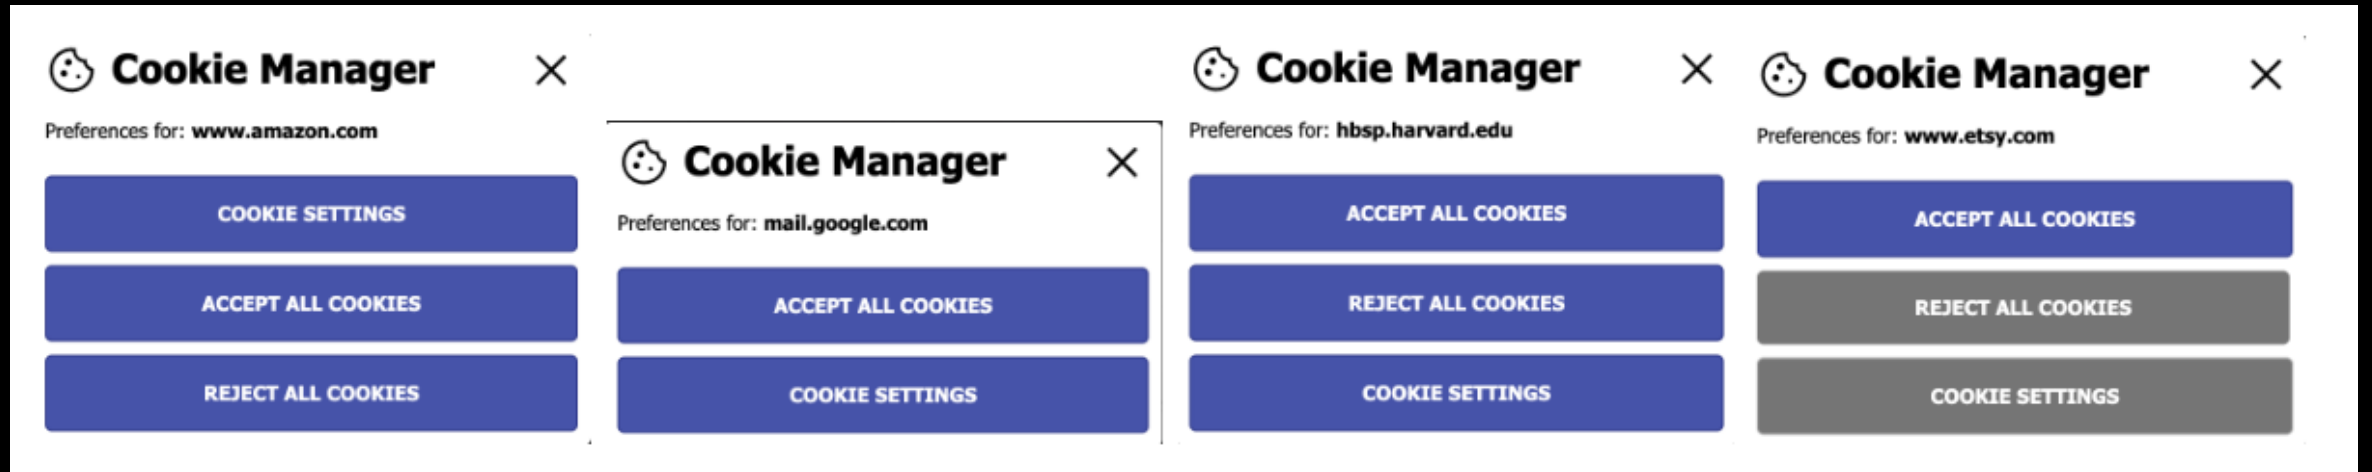 Cookie Manager
Preferences for: www.amazon.com
COOKIE SETTINGS
ACCEPT ALL COOKIES
REJECT ALL COOKIES
Cookie Manager
Preferences for: mail.google.com
ACCEPT ALL COOKIES
COOKIE SETTINGS
Cookie Manager
Preferences for: hbsp.harvard.edu
ACCEPT ALL COOKIES
REJECT ALL COOKIES
COOKIE SETTINGS
Cookie Manager
Preferences for: www.etsy.com
ACCEPT ALL COOKIES
REJECT ALL COOKIES
COOKIE SETTINGS